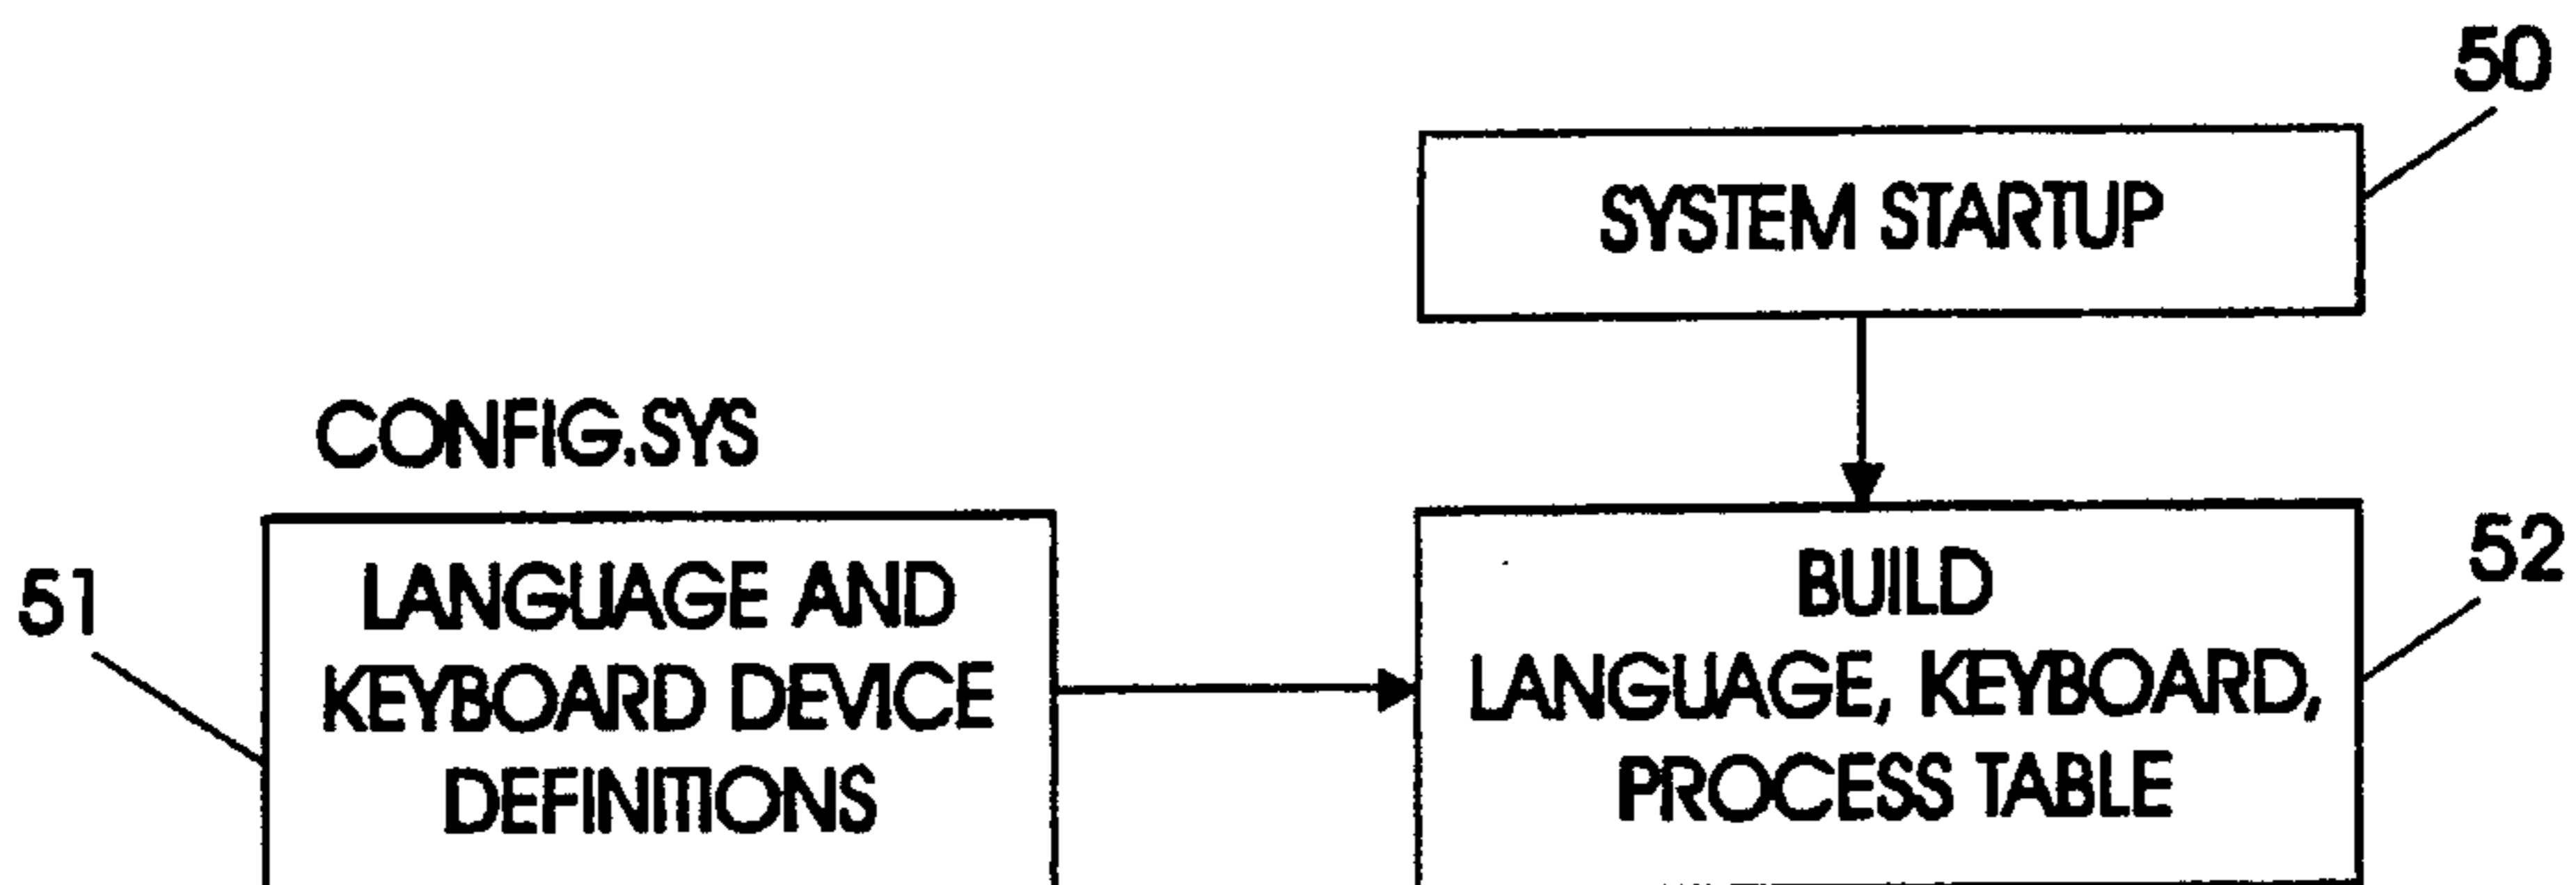 50
SYSTEM STARTUP
CONFIG.SYS
51
LANGUAGE AND
KEYBOARD DEVICE
DEFINITIONS
52
BUILD
LANGUAGE, KEYBOARD,
PROCESS TABLE